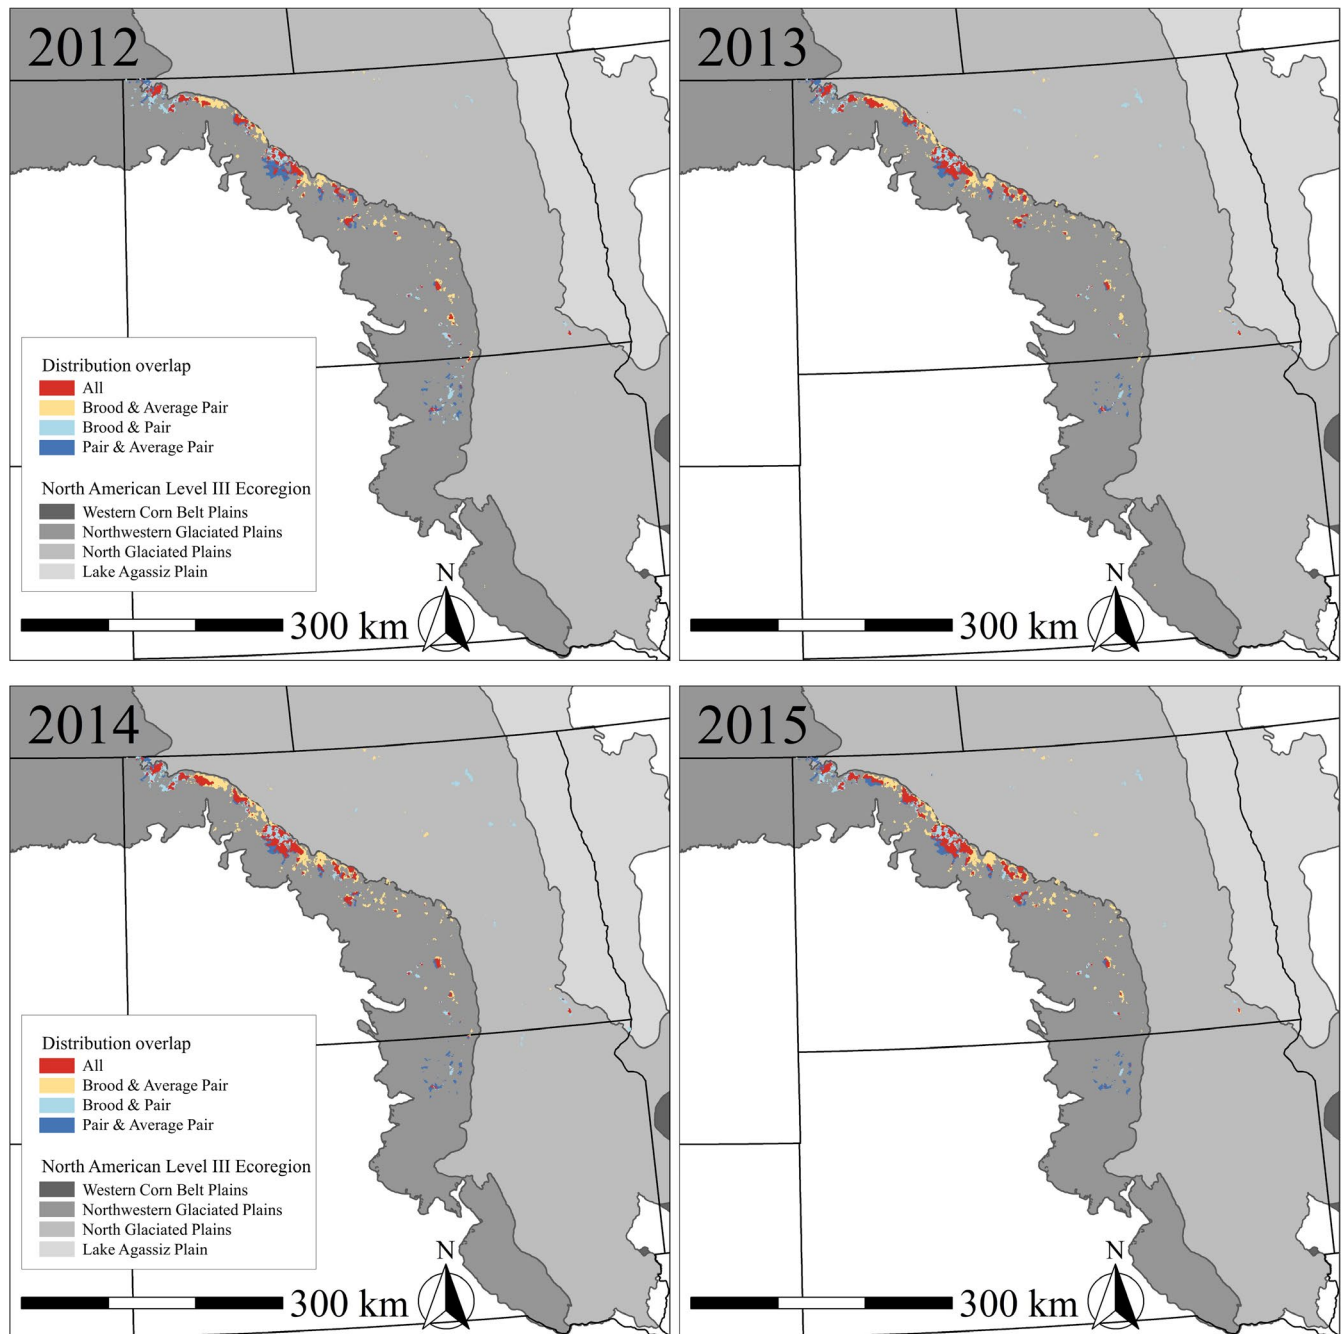 2012
Distribution overlap
All
Brood & Average Pair
Brood & Pair
Pair & Average Pair
North American Level III Ecoregion
Western Corn Belt Plains
Northwestern Glaciated Plains
North Glaciated Plains
Lake Agassiz Plain
300 km
N
2013
300 km
N
2014
Distribution overlap
All
Brood & Average Pair
Brood & Pair
Pair & Average Pair
North American Level III Ecoregion
Western Corn Belt Plains
Northwestern Glaciated Plains
North Glaciated Plains
Lake Agassiz Plain
300 km
N
2015
300 km
N